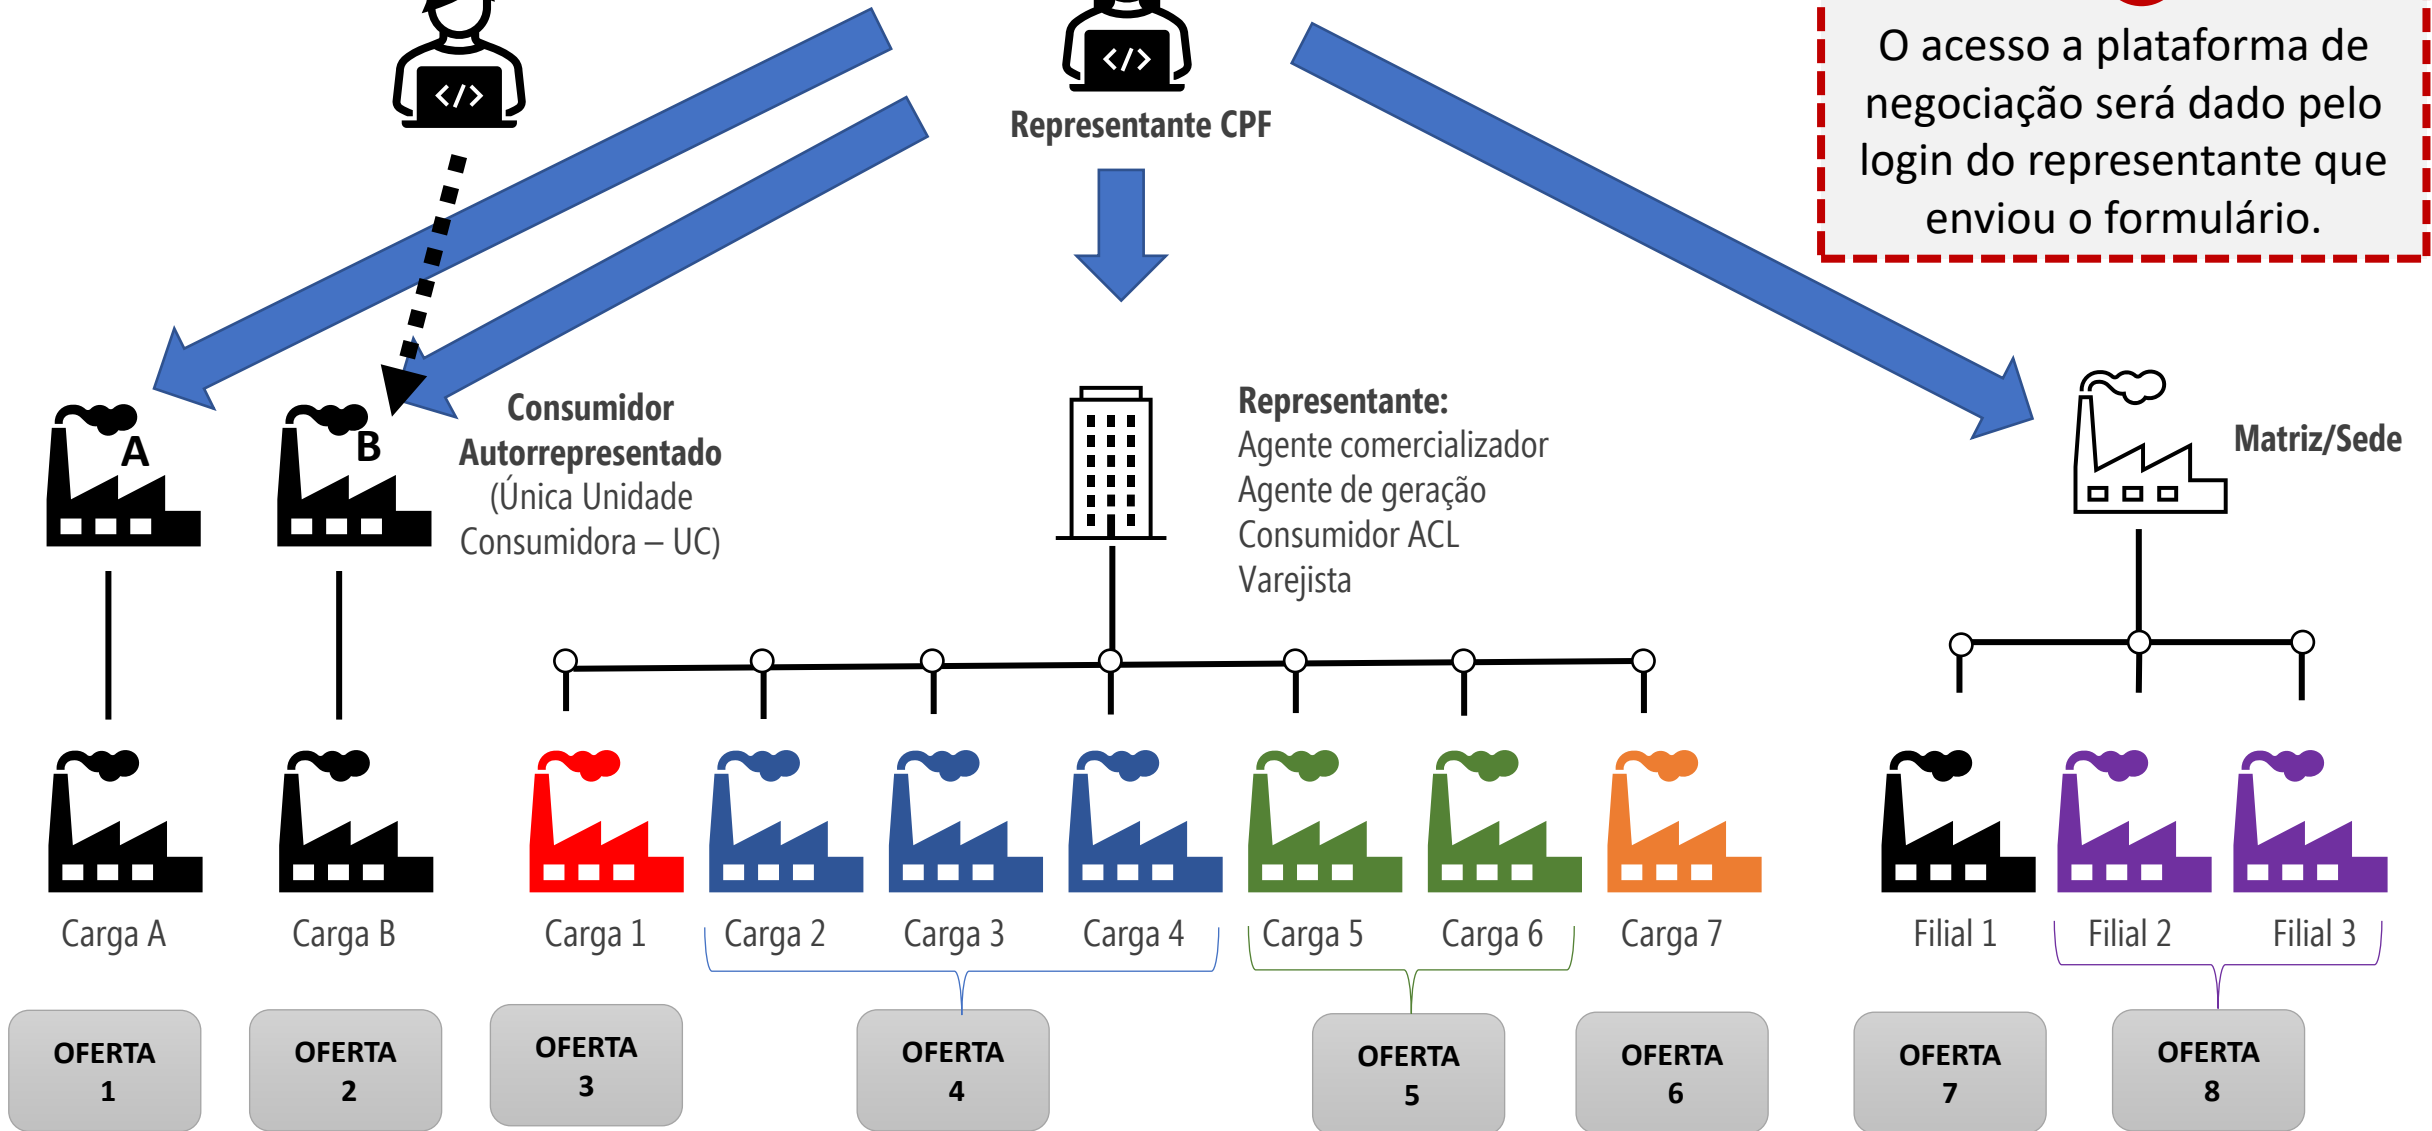 </>
</>
Representante CPF
O acesso a plataforma de
negociação será dado pelo
login do representante que
enviou o formulário.
A
B
Consumidor
Autorrepresentado
(Única Unidade
Consumidora – UC)
Representante:
Agente comercializador
Agente de geração
Consumidor ACL
Varejista
Matriz/Sede
Carga A
Carga B
Carga 1
Carga 2
Carga 3
Carga 4
Carga 5
Carga 6
Carga 7
Filial 1
Filial 2
Filial 3
OFERTA
1
OFERTA
2
OFERTA
3
OFERTA
4
OFERTA
5
OFERTA
6
OFERTA
7
OFERTA
8